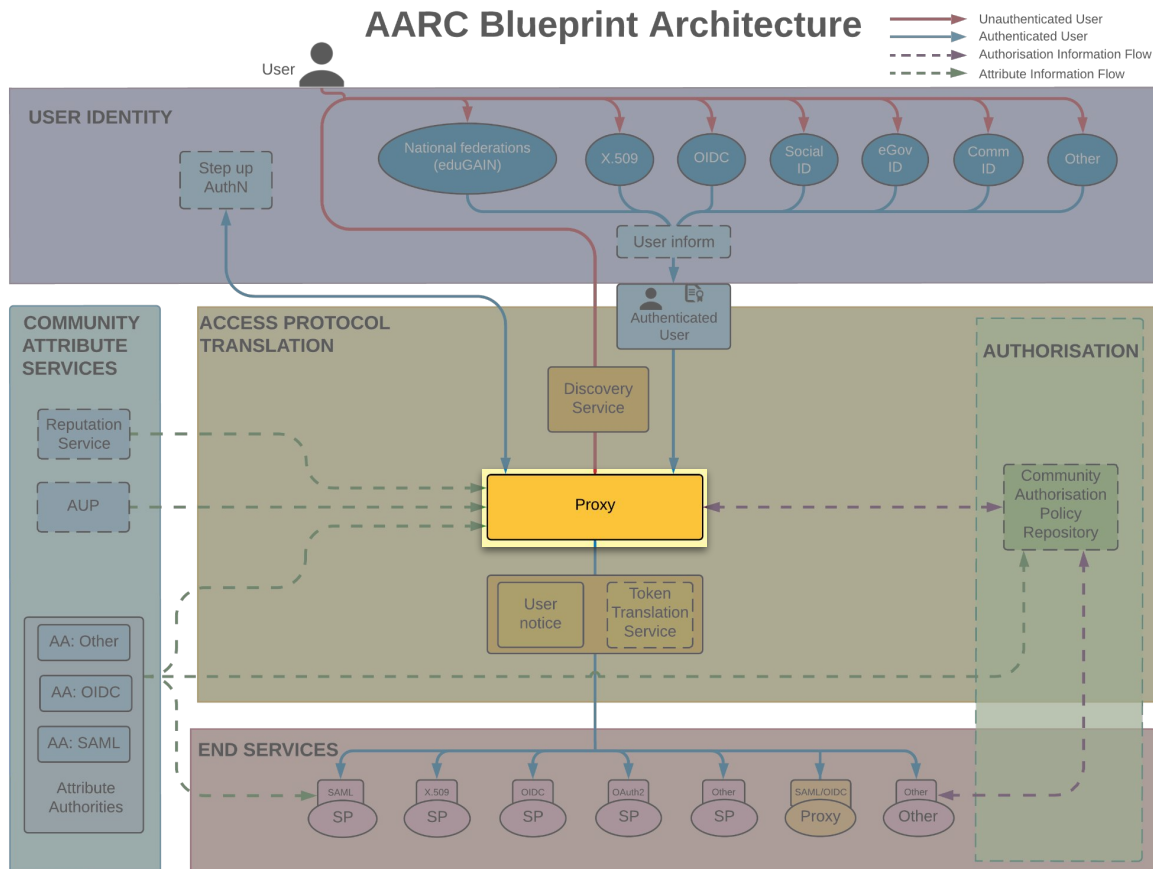 AARC Blueprint Architecture
Unauthenticated User
Authenticated User
Authorisation Information Flow
Attribute Information Flow
User
USER IDENTITY
Step up
AuthN
National federations
(eduGAIN)
X.509
OIDC
Social
ID
eGov
ID
Comm
ID
Other
User inform
Authenticated
User
COMMUNITY
ATTRIBUTE
SERVICES
ACCESS PROTOCOL
TRANSLATION
AUTHORISATION
Discovery
Service
Reputation
Service
AUP
Proxy
Community
Authorisation
Policy
Repository
User
notice
Token
Translation
Service
AA: Other
AA: OIDC
AA: SAML
Attribute
Authorities
END SERVICES
SAML
SP
X.509
SP
OIDC
SP
OAuth2
SP
Other
SP
SAML/OIDC
Proxy
Other
Other